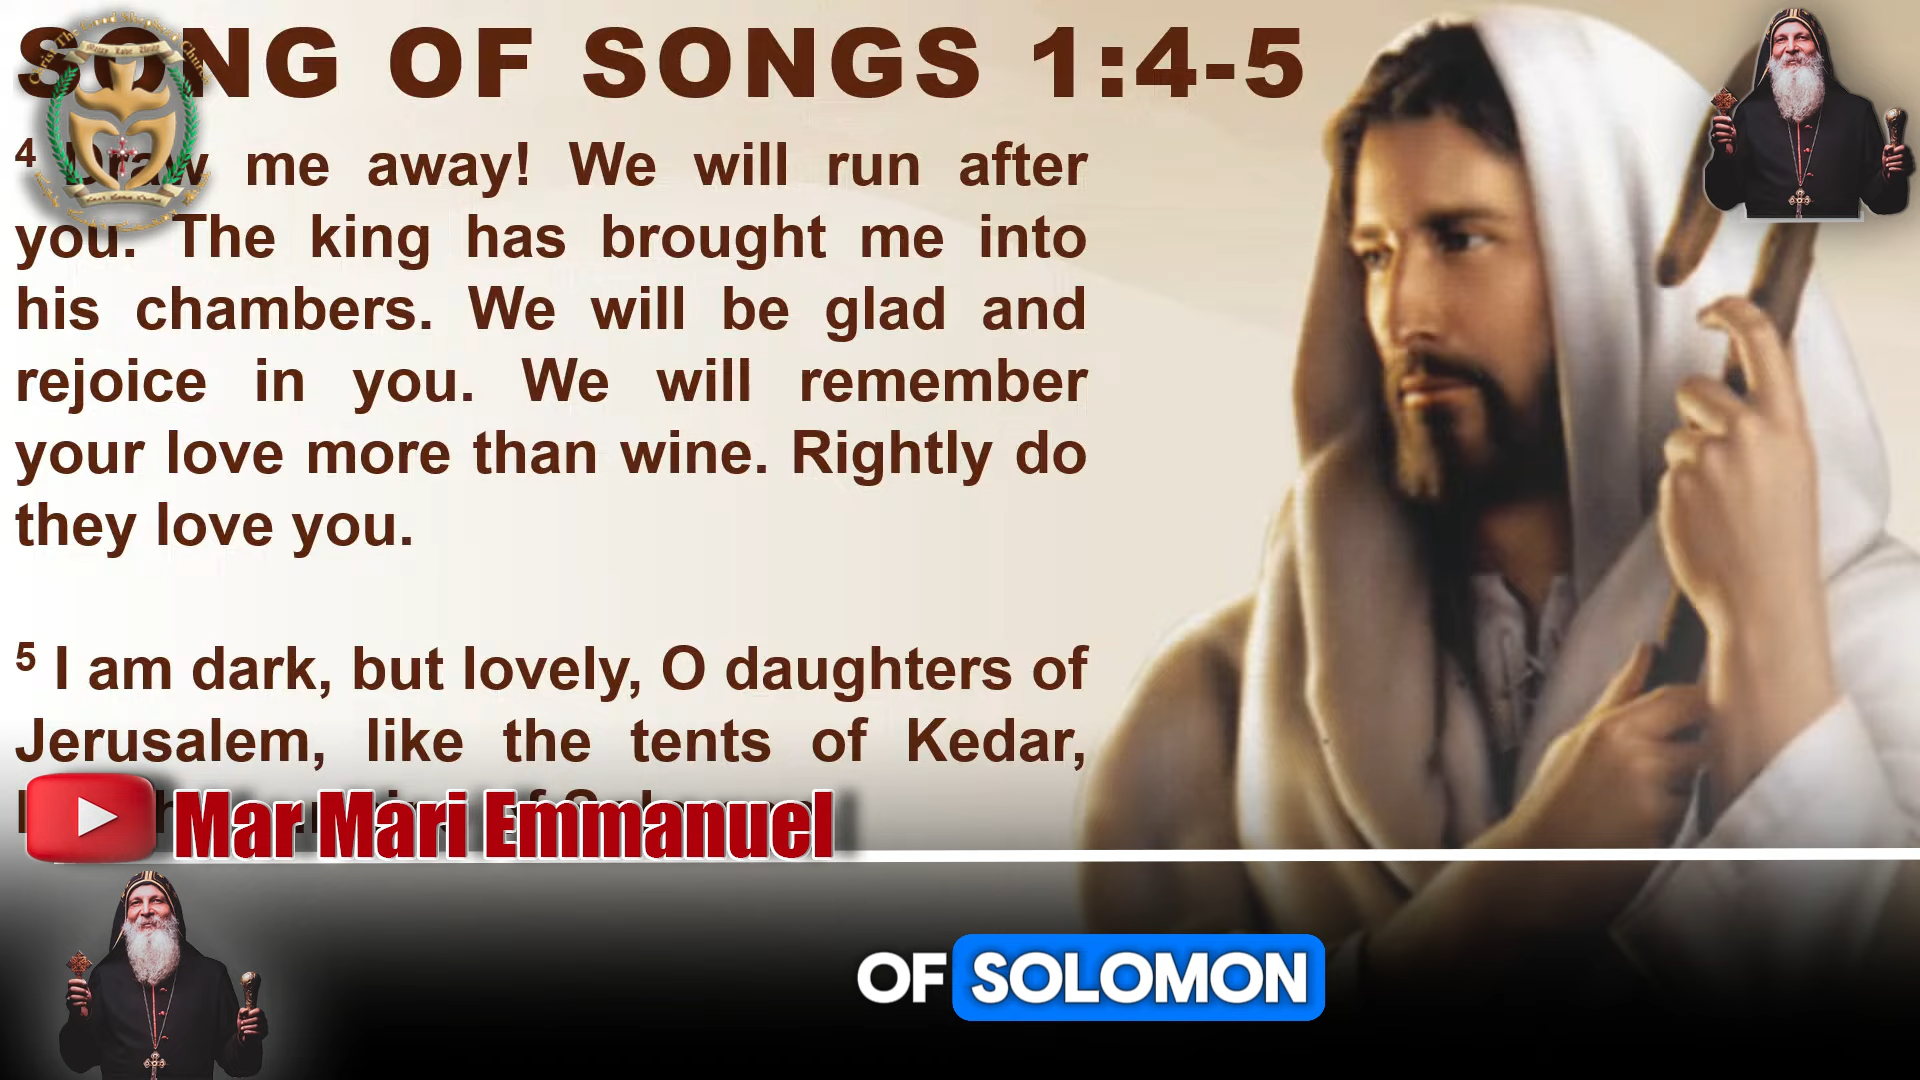 SONG OF SONGS 1:4-5
4 Draw me away! We will run after
you. The king has brought me into
his chambers. We will be glad and
rejoice in you. We will remember
your love more than wine. Rightly do
they love you.
5 I am dark, but lovely, O daughters of
Jerusalem, like the tents of Kedar,
Mar Mari Emmanuel
OF SOLOMON